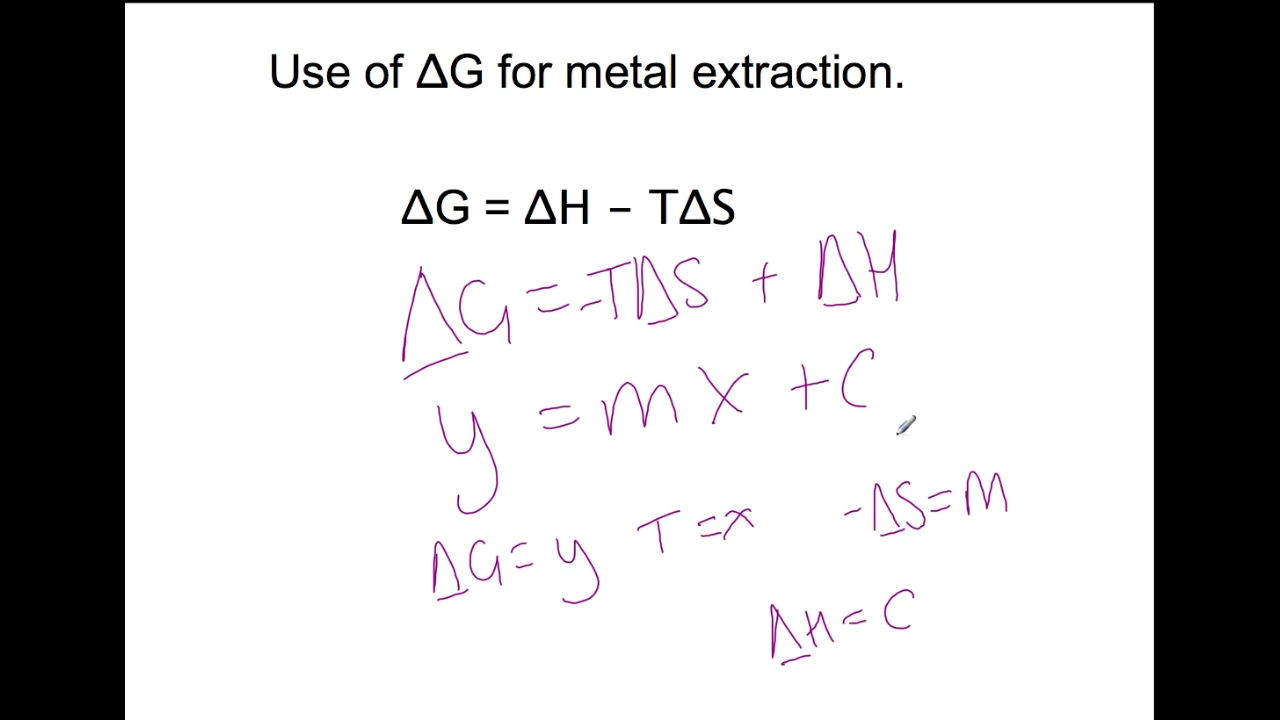 Use of ΔG for metal extraction.
ΔG = ΔH – TΔS
ΔG = -TΔS + ΔH
y = mx + c
ΔG = y T = x -ΔS = m
ΔH = c